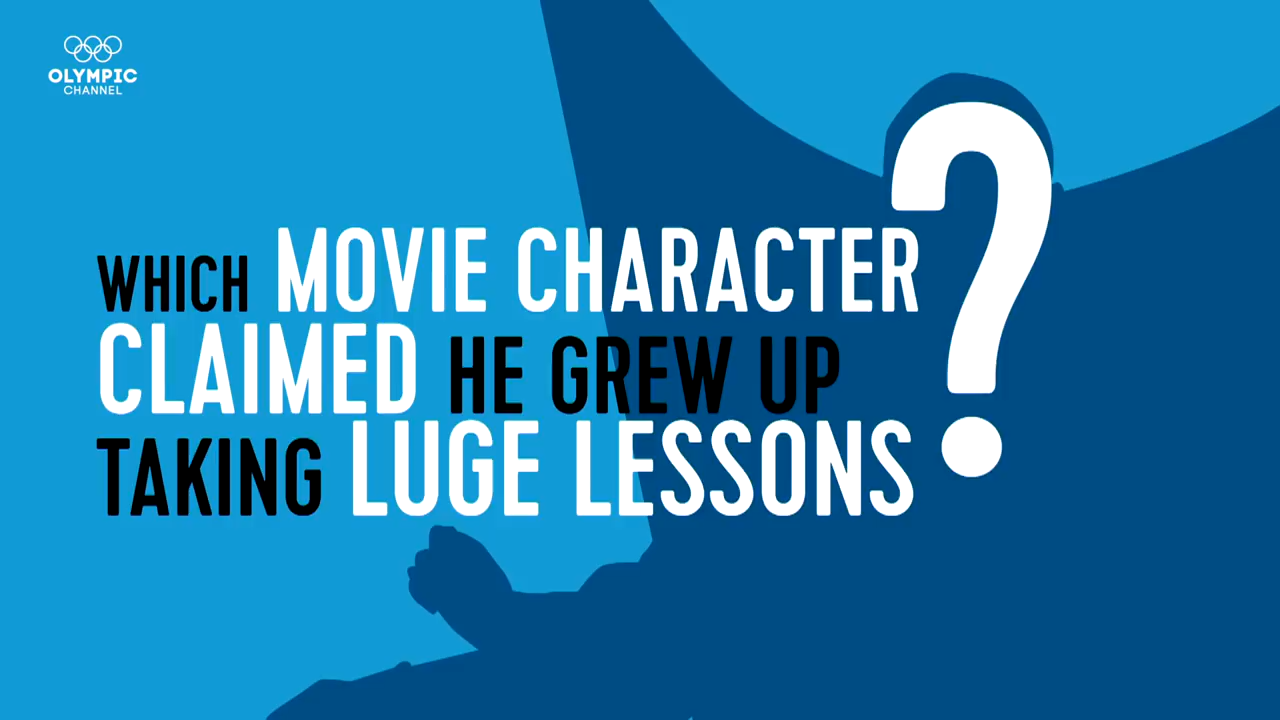 OLYMPIC
CHANNEL
WHICH MOVIE CHARACTER
CLAIMED HE GREW UP
TAKING LUGE LESSONS?